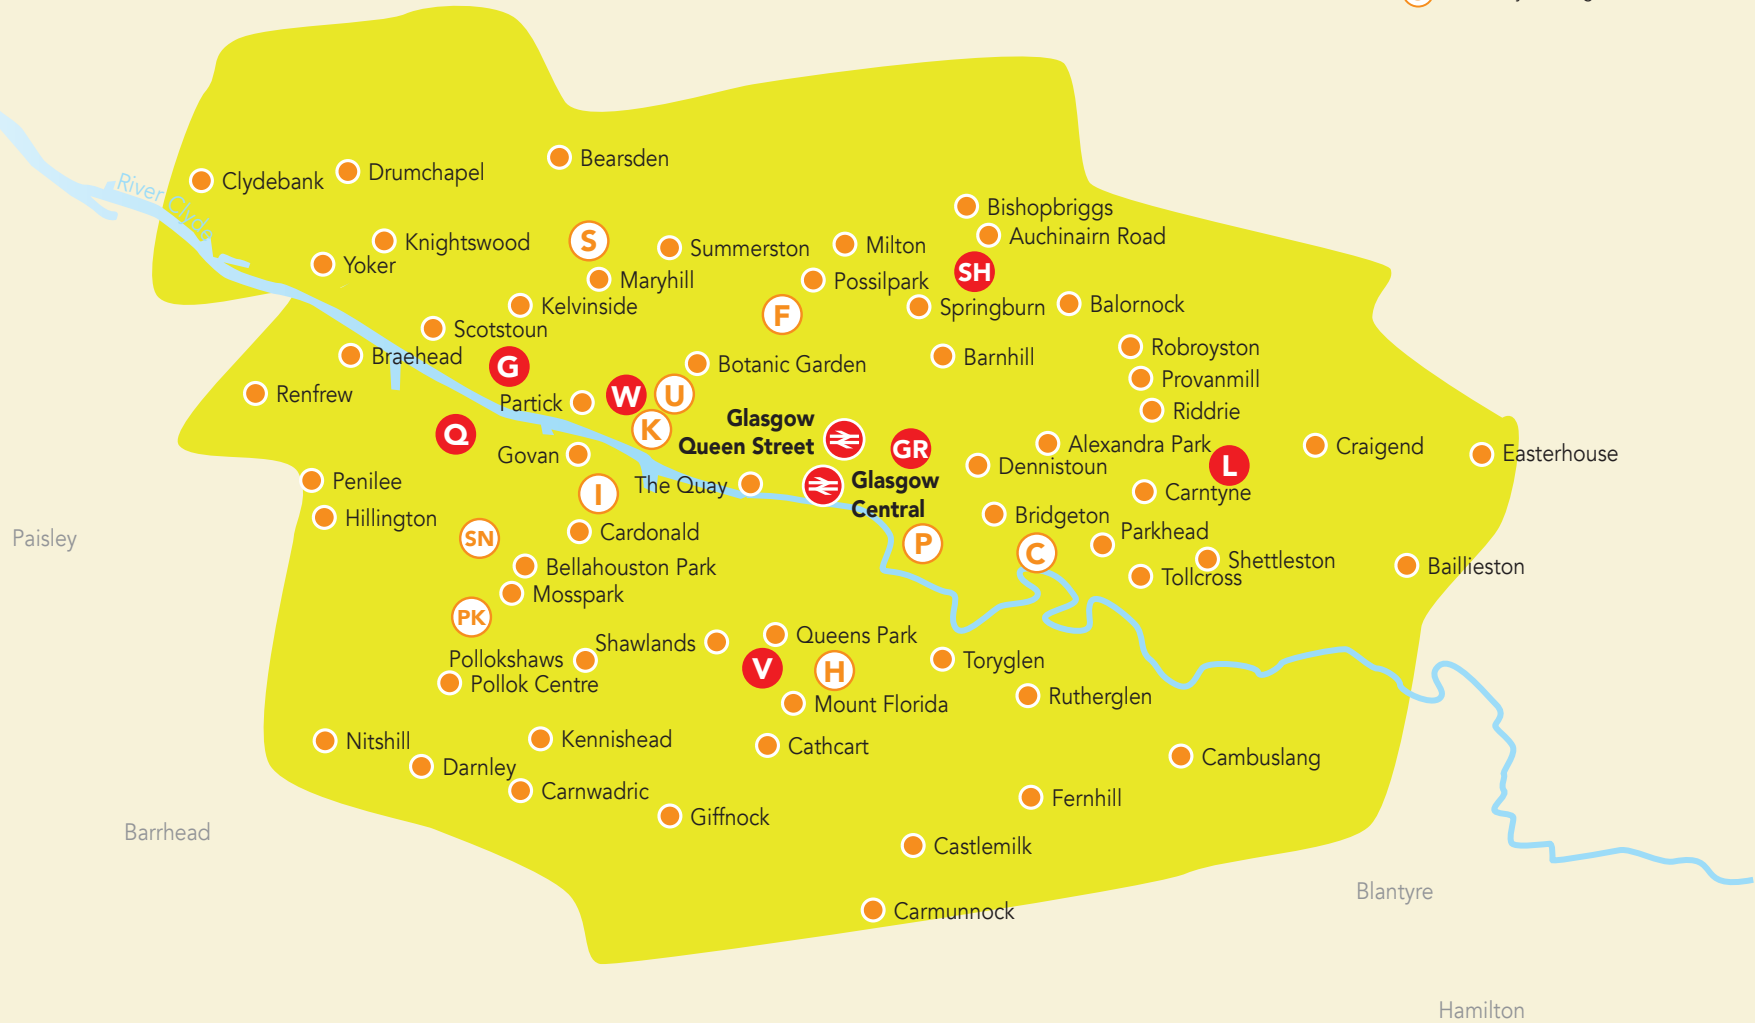 Bearsden
Drumchapel
Clydebank
River Clyde
Bishopbriggs
Auchinairn Road
Knightswood
S
Summerston
Milton
Yoker
Maryhill
Possilpark
SH
Kelvinside
F
Springburn
Balornock
Scotstoun
Braehead
G
Botanic Garden
Barnhill
Robroyston
Provanmill
Renfrew
Partick
W
U
Riddrie
Glasgow
Queen Street
K
Q
GR
Alexandra Park
Craigend
Easterhouse
Govan
Dennistoun
L
Penilee
I
The Quay
Glasgow
Central
Carntyne
Hillington
Bridgeton
Paisley
SN
Cardonald
P
C
Parkhead
Shettleston
Tollcross
Baillieston
Bellahouston Park
Mosspark
PK
Shawlands
Queens Park
Pollokshaws
V
H
Toryglen
Pollok Centre
Mount Florida
Rutherglen
Nitshill
Kennishead
Cathcart
Cambuslang
Darnley
Carnwadric
Fernhill
Giffnock
Barrhead
Castlemilk
Blantyre
Carmunnock
Hamilton